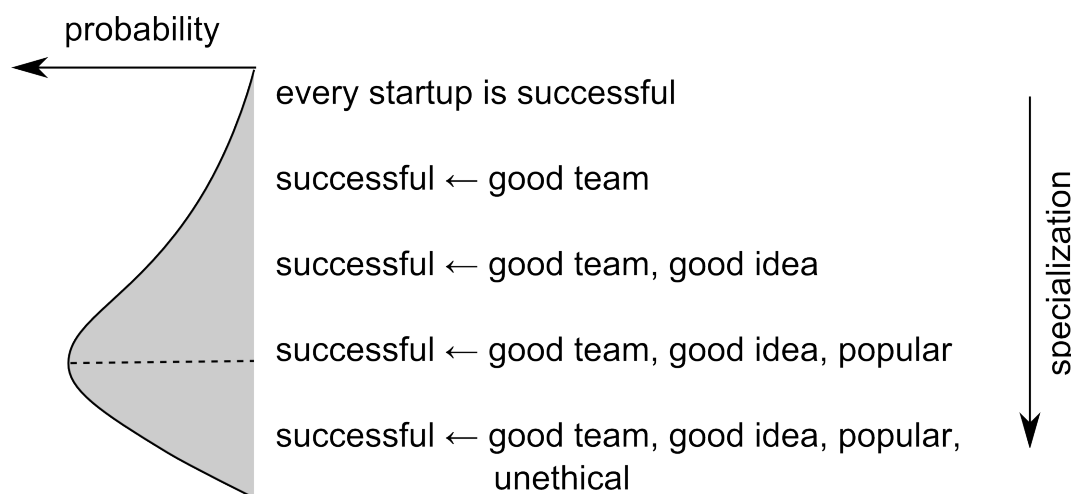 probability
every startup is successful
successful ← good team
successful ← good team, good idea
successful ← good team, good idea, popular
successful ← good team, good idea, popular,
unethical
specialization